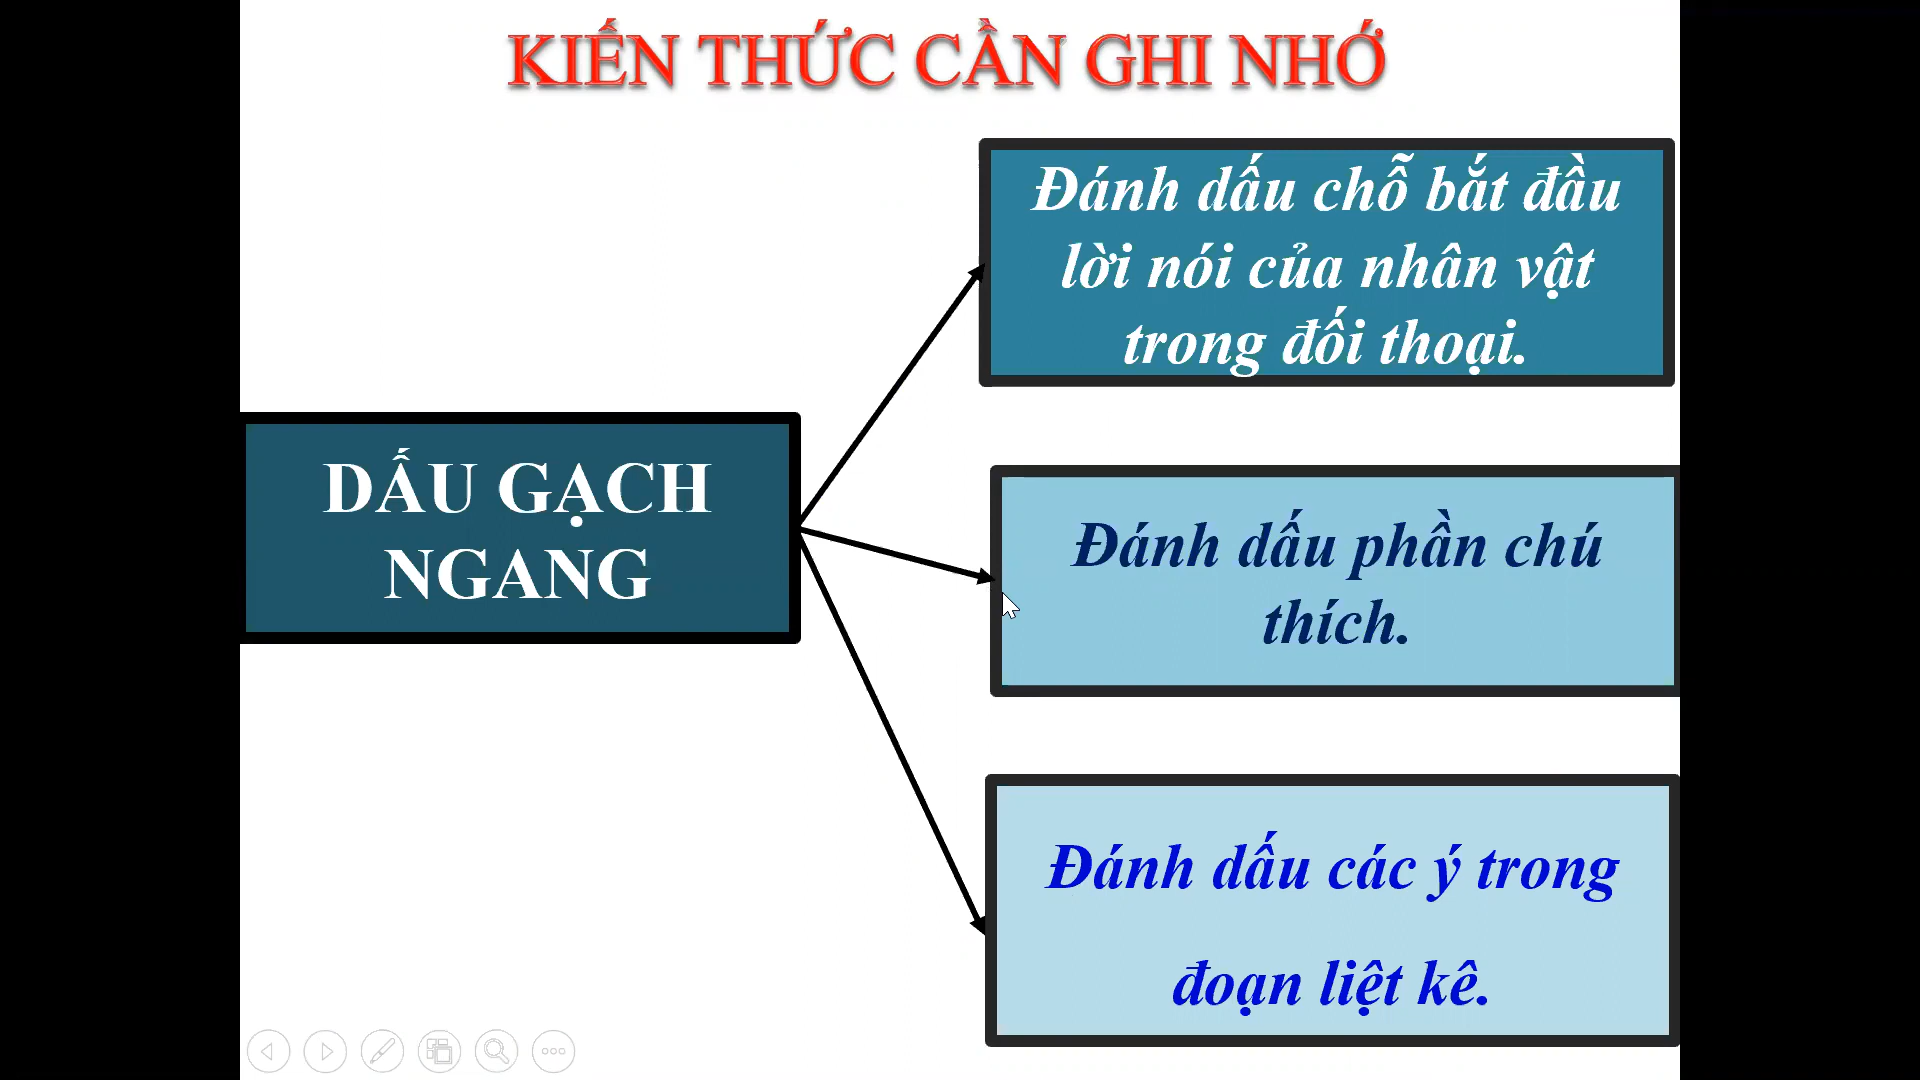 KIẾN THỨC CẦN GHI NHỚ
Đánh dấu chỗ bắt đầu
lời nói của nhân vật
trong đối thoại.
DẤU GẠCH
NGANG
Đánh dấu phần chú
thích.
Đánh dấu các ý trong
đoạn liệt kê.